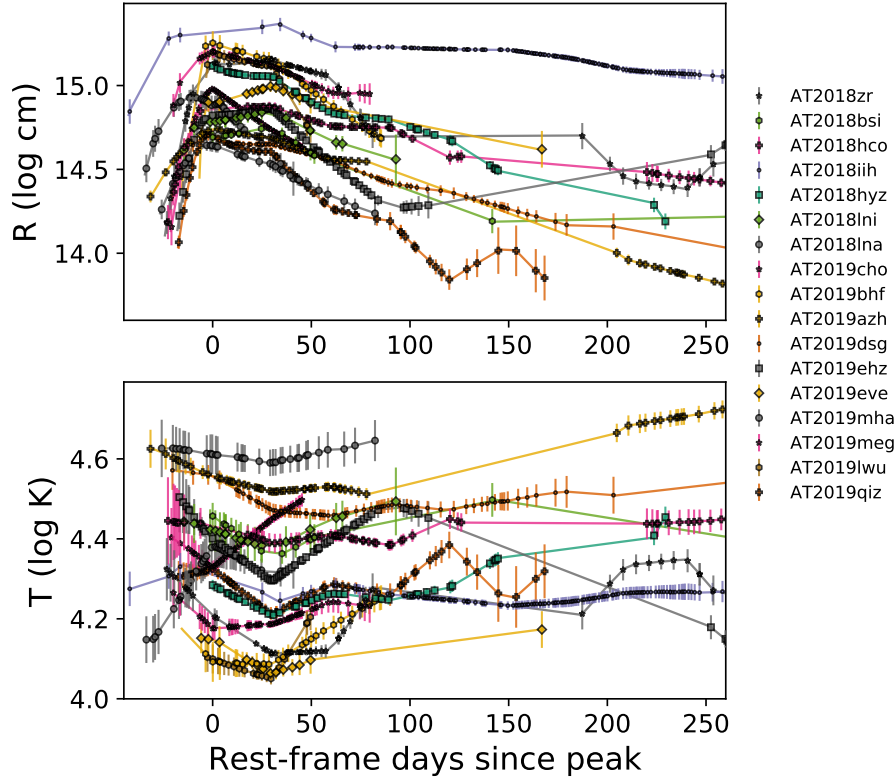 15.0
14.5
14.0
R (log cm)
0 50 100 150 200 250
4.6
4.4
4.2
4.0
T (log K)
0 50 100 150 200 250
Rest-frame days since peak
AT2018zr
AT2018bsi
AT2018hco
AT2018iih
AT2018hyz
AT2018lni
AT2018lna
AT2019cho
AT2019bhf
AT2019azh
AT2019dsg
AT2019ehz
AT2019eve
AT2019mha
AT2019meg
AT2019lwu
AT2019qiz